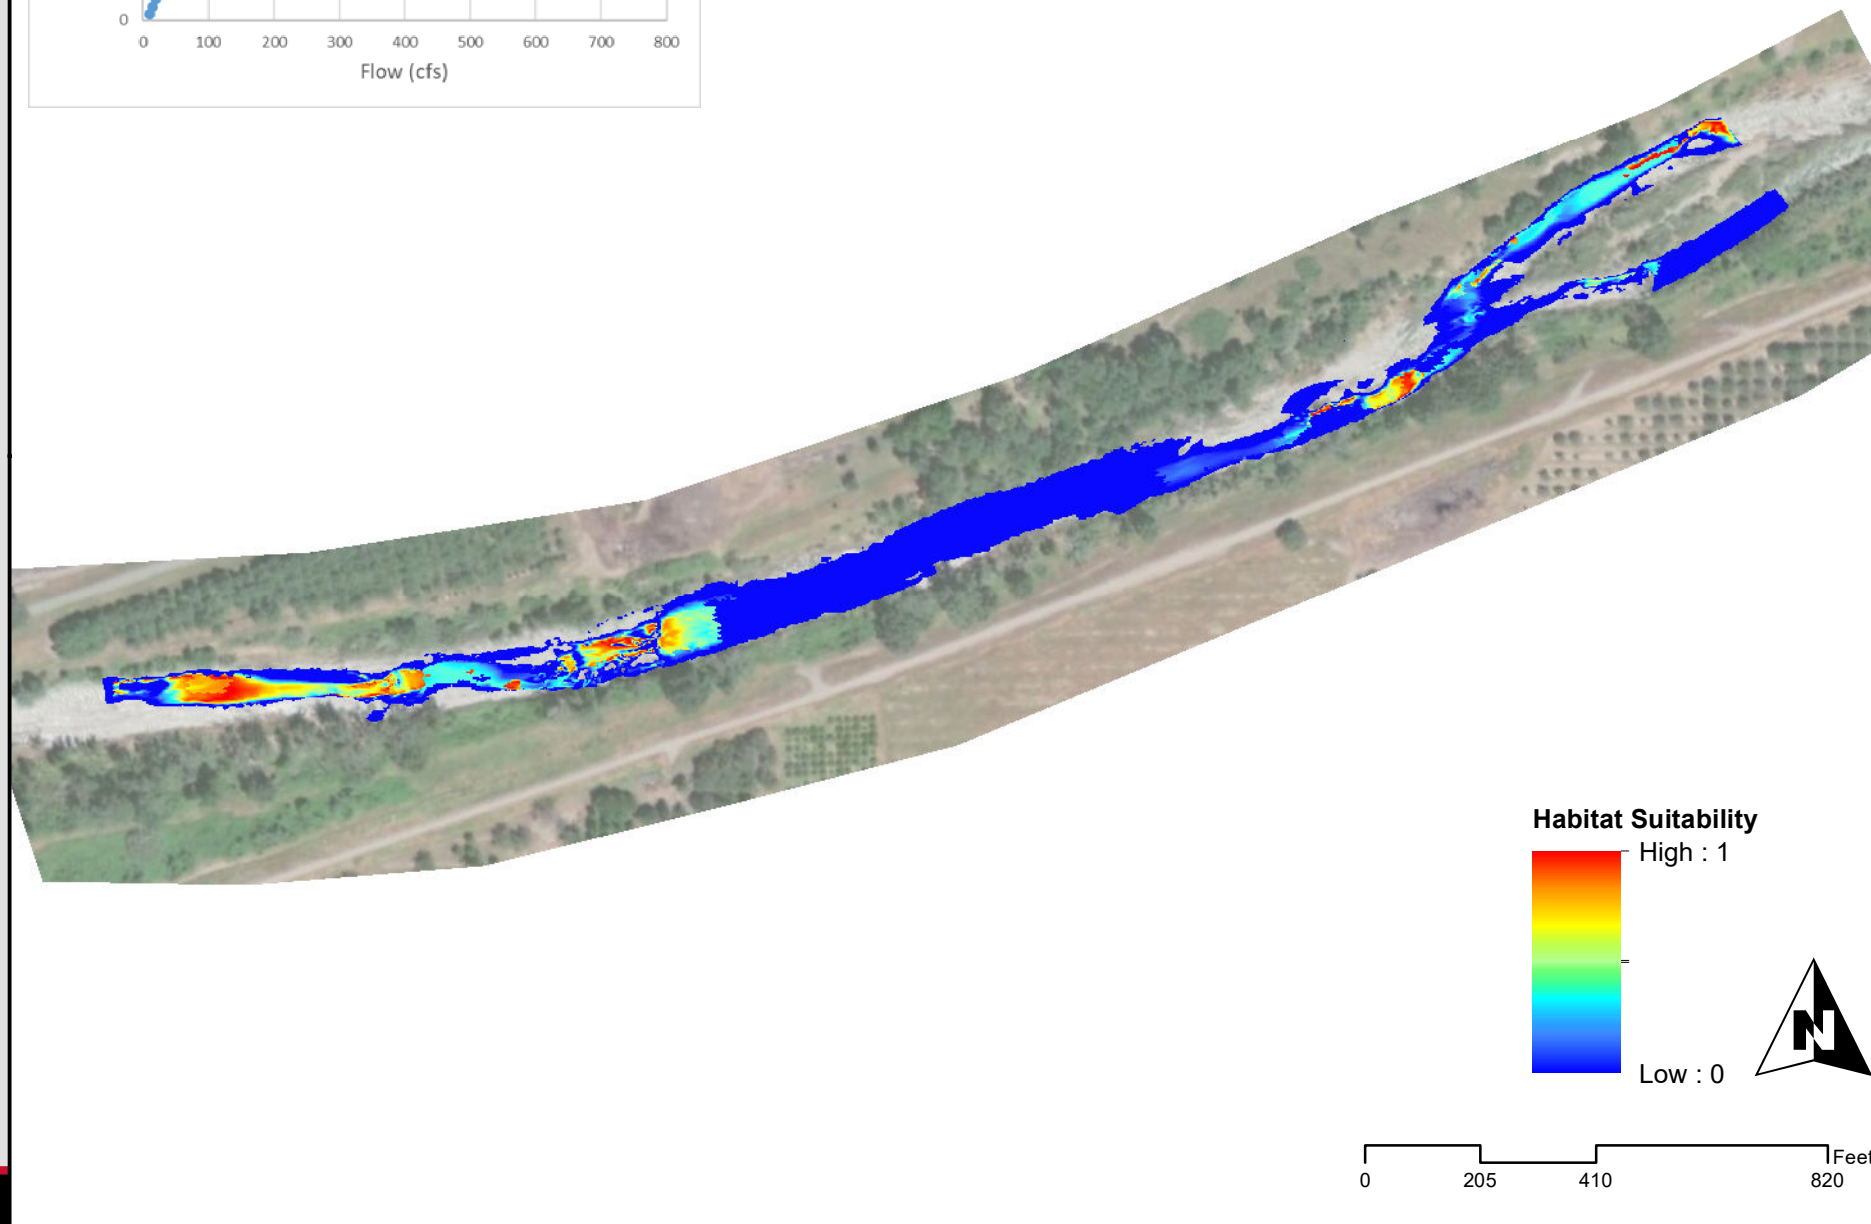 0
0 100 200 300 400 500 600 700 800
Flow (cfs)
Habitat Suitability
High : 1
Low : 0
N
Feet
0 205 410 820